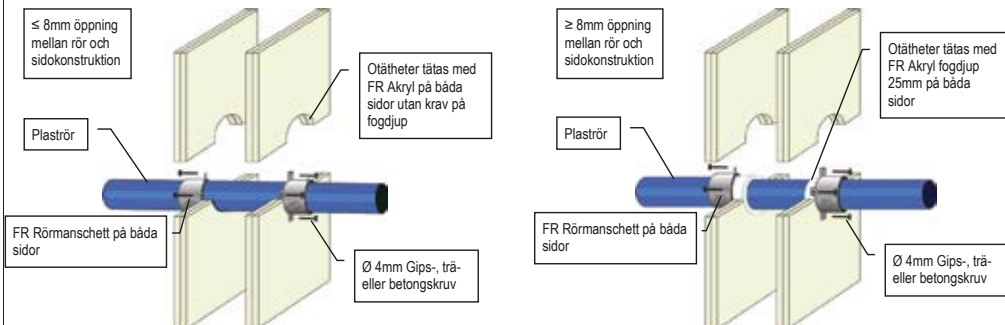 ≤ 8mm öppning
mellan rör och
sidokonstruktion
Otätheter tätas med
FR Akryl på båda
sidor utan krav på
fogdjup
Plaströr
FR Rörmanschett på båda
sidor
Ø 4mm Gips-, trä-
eller betongskruv
≥ 8mm öppning
mellan rör och
sidokonstruktion
Otätheter tätas med
FR Akryl fogdjup
25mm på båda
sidor
Plaströr
FR Rörmanschett på båda
sidor
Ø 4mm Gips-, trä-
eller betongskruv